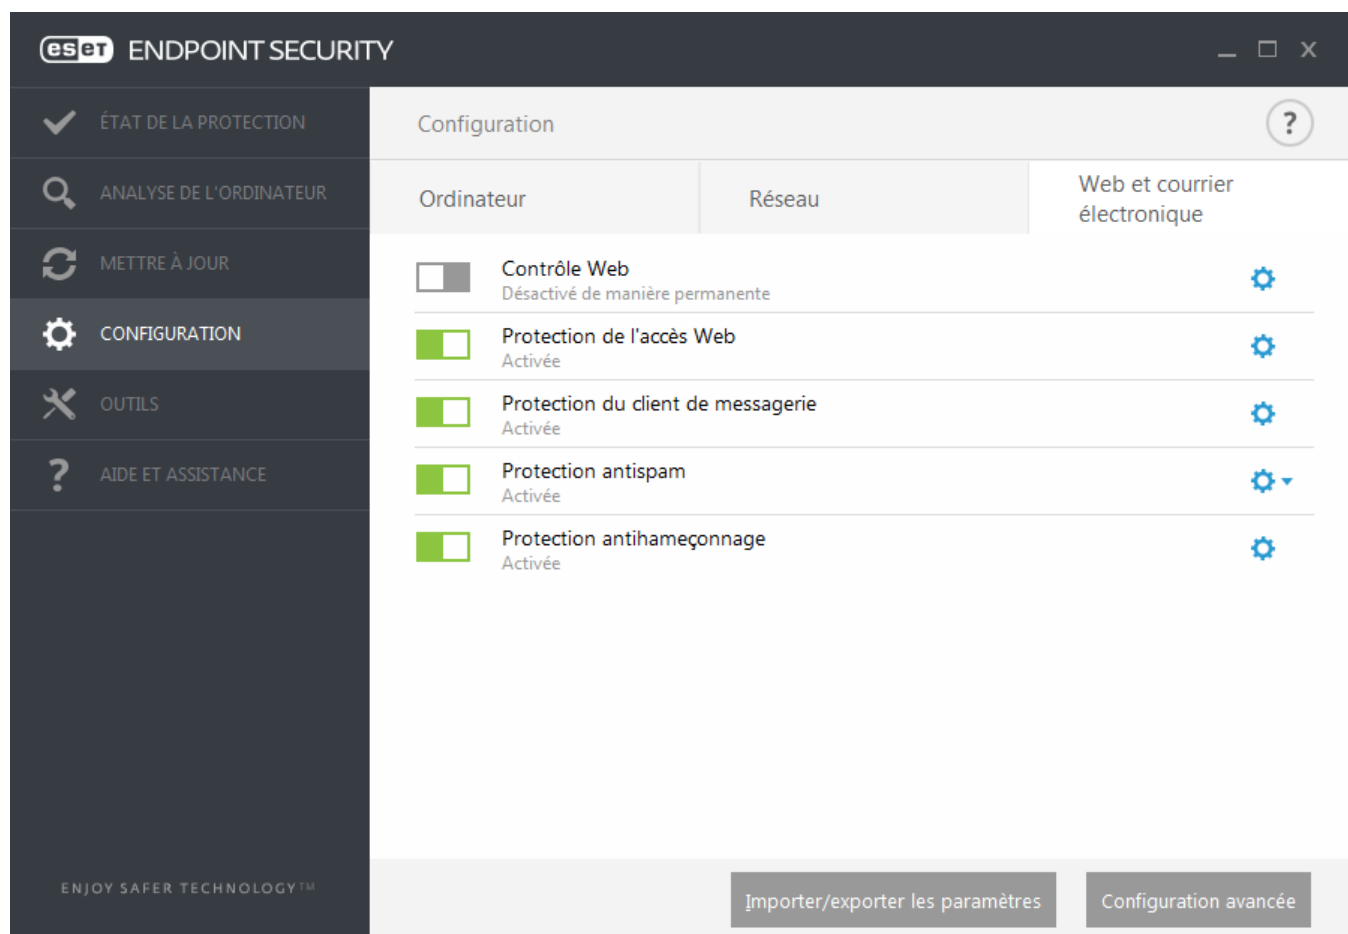 eset ENDPOINT SECURITY
ÉTAT DE LA PROTECTION
ANALYSE DE L'ORDINATEUR
METTRE À JOUR
CONFIGURATION
OUTILS
AIDE ET ASSISTANCE
ENJOY SAFER TECHNOLOGY™
Configuration
?
Ordinateur
Réseau
Web et courrier
électronique
Contrôle Web
Désactivé de manière permanente
Protection de l'accès Web
Activée
Protection du client de messagerie
Activée
Protection antispam
Activée
Protection antihameçonnage
Activée
Importer/exporter les paramètres
Configuration avancée